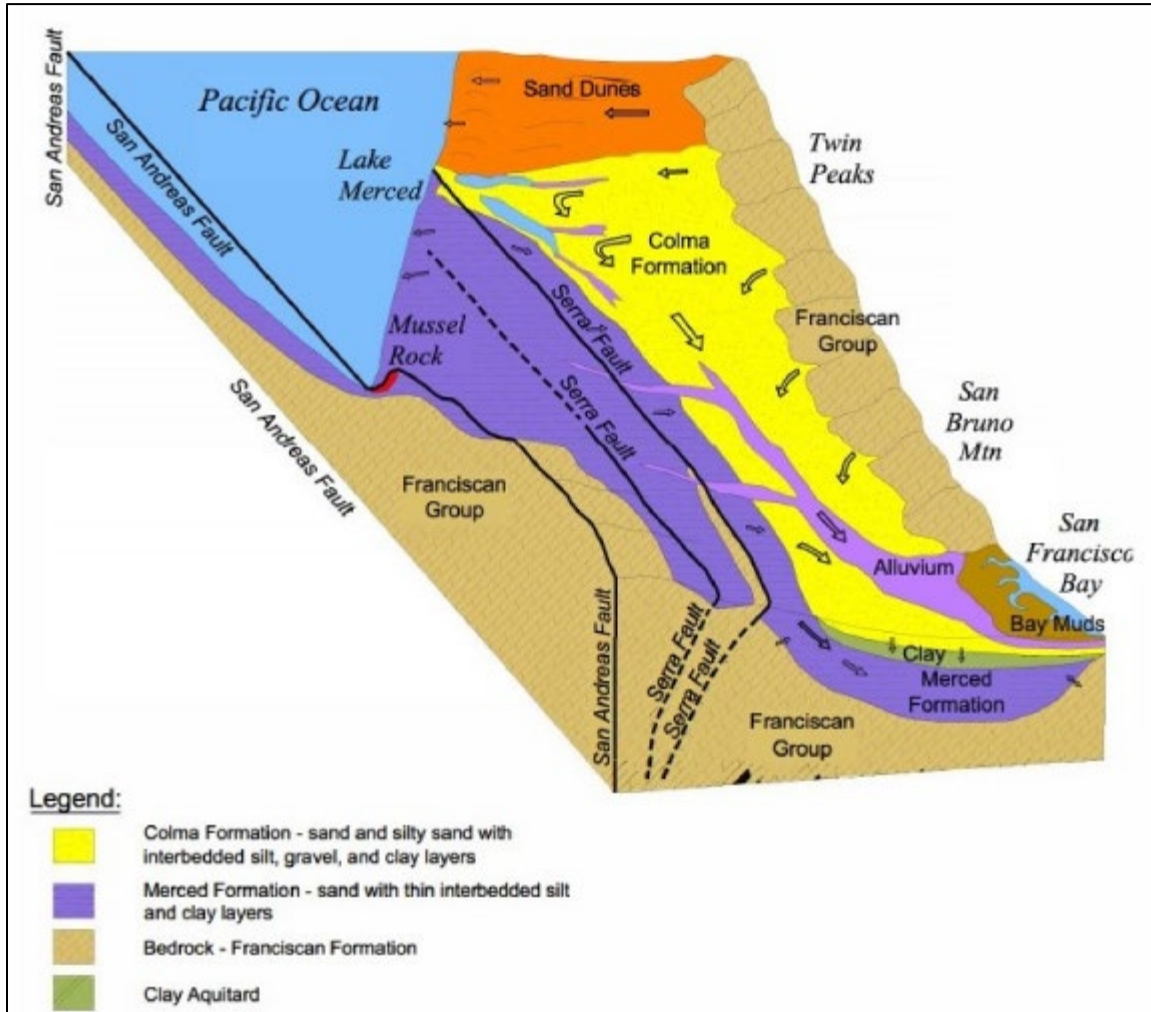 San Andreas Fault
Pacific Ocean
Sand Dunes
San Andreas Fault
Lake
Merced
Twin
Peaks
Colma
Formation
Serra Fault
Mussel
Rock
Serra Fault
Franciscan
Group
San
Bruno
Mtn
San Andreas Fault
Franciscan
Group
San
Francisco
Bay
Alluvium
Bay Muds
San Andreas Fault
Serra Fault
Serra Fault
Clay
Merced
Formation
Franciscan
Group
Legend:
Colma Formation - sand and silty sand with
interbedded silt, gravel, and clay layers
Merced Formation - sand with thin interbedded silt
and clay layers
Bedrock - Franciscan Formation
Clay Aquitard